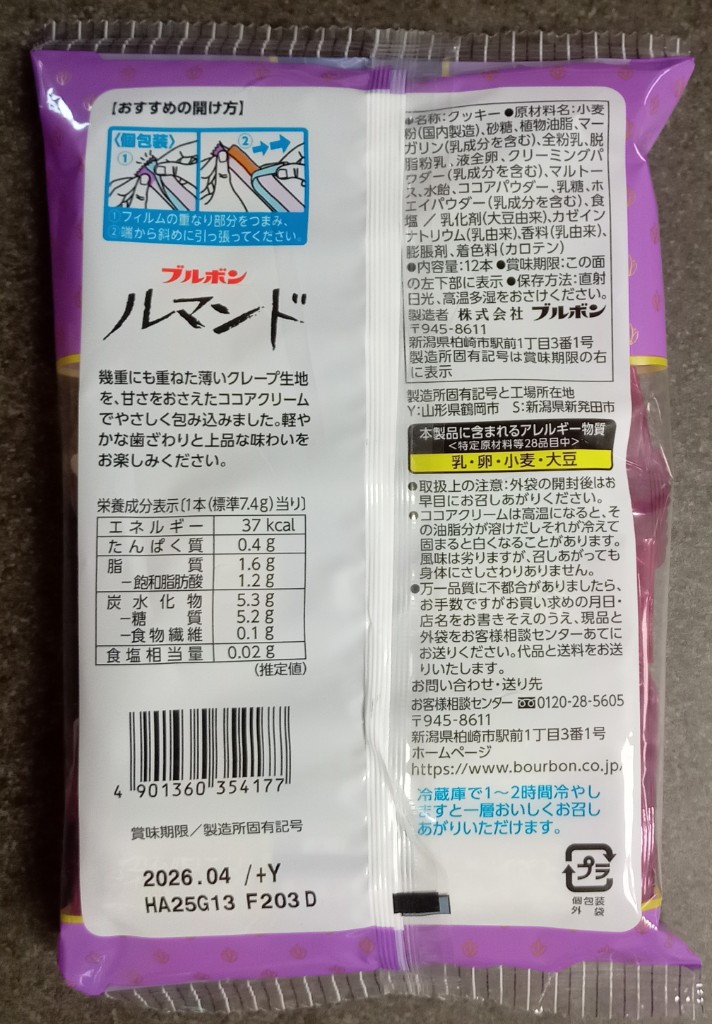 【おすすめの開け方】
〈個包装〉
①
②
①フィルムの重なり部分をつまみ、
②端から斜めに引っ張ってください。
ブルボン
ルマンド
幾重にも重ねた薄いクレープ生地
を、甘さをおさえたココアクリーム
でやさしく包み込みました。軽や
かな歯ざわりと上品な味わいを
お楽しみください。
栄養成分表示〔1本(標準7.4g)当り〕
エネルギー 37 kcal
たんぱく質 0.4 g
脂質 1.6 g
−飽和脂肪酸 1.2 g
炭水化物 5.3 g
−糖質 5.2 g
−食物繊維 0.1 g
食塩相当量 0.02 g
(推定値)
4 901360 354177
賞味期限／製造所固有記号
2026.04 /+Y
HA25G13 F203D
●名称:クッキー ●原材料名:小麦
粉(国内製造)、砂糖、植物油脂、マー
ガリン(乳成分を含む)、全粉乳、脱
脂粉乳、液全卵、クリーミングパ
ウダー(乳成分を含む)、マルトー
ス、水飴、ココアパウダー、乳糖、ホ
エイパウダー(乳成分を含む)、食
塩／乳化剤(大豆由来)、カゼイン
ナトリウム(乳由来)、香料(乳由来)、
膨脹剤、着色料(カロテン)
●内容量:12本 ●賞味期限:この面
の左下部に表示 ●保存方法:直射
日光、高温多湿をおさけください。
製造者 株式会社 ブルボン
〒945-8611
新潟県柏崎市駅前1丁目3番1号
製造所固有記号は賞味期限の右
に表示
製造所固有記号と工場所在地
Y:山形県鶴岡市 S:新潟県新発田市
本製品に含まれるアレルギー物質
<特定原材料等28品目中>
乳・卵・小麦・大豆
●取扱上の注意:外袋の開封後はお
早目にお召しあがりください。
●ココアクリームは高温になると、そ
の油脂分が溶けだしそれが冷えて
固まると白くなることがあります。
風味は劣りますが、召しあがっても
身体にさしさわりありません。
●万一品質に不都合がありましたら、
お手数ですがお買い求めの月日・
店名をお書きそえのうえ、現品と
外袋をお客様相談センターあてに
お送りください。代品と送料をお送
りいたします。
お問い合わせ・送り先
お客様相談センター 0120-28-5605
〒945-8611
新潟県柏崎市駅前1丁目3番1号
ホームページ
https://www.bourbon.co.jp/
冷蔵庫で1～2時間冷やし
ますと一層おいしくお召し
あがりいただけます。
プラ
個包装
外 袋